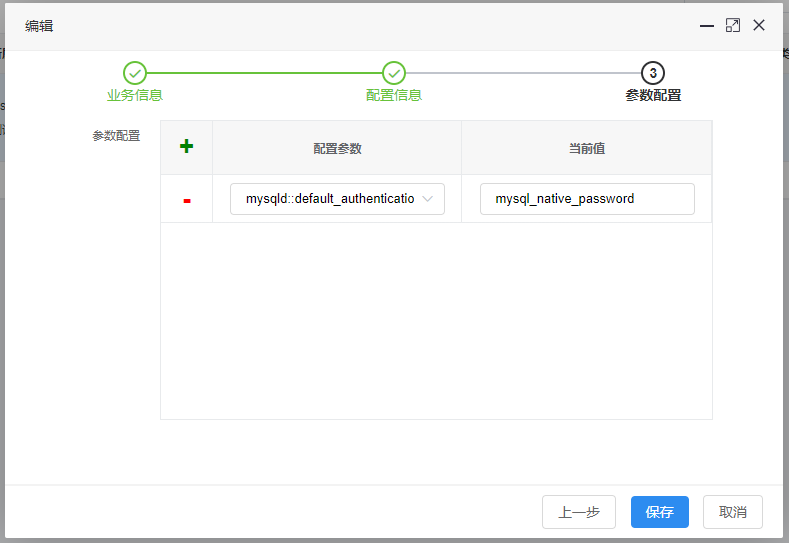 编辑
3
业务信息
配置信息
参数配置
参数配置
+
配置参数
当前值
-
mysqld::default_authenticatio
mysql_native_password
上一步
保存
取消